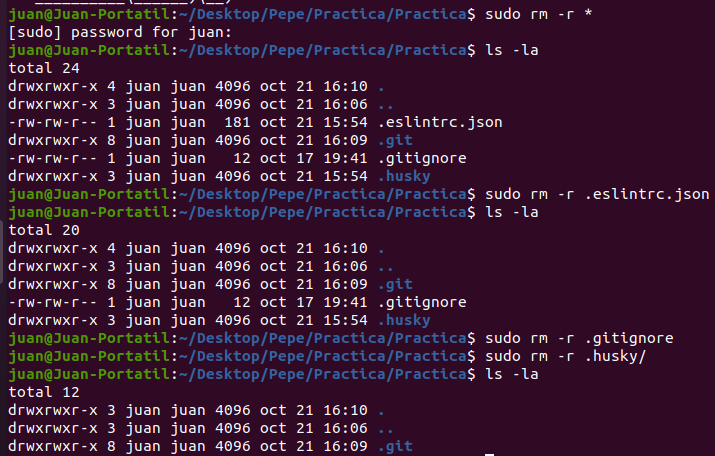 juan@Juan-Portatil:~/Desktop/Pepe/Practica/Practica$ sudo rm -r *
[sudo] password for juan:
juan@Juan-Portatil:~/Desktop/Pepe/Practica/Practica$ ls -la
total 24
drwxrwxr-x 4 juan juan 4096 oct 21 16:10 .
drwxrwxr-x 3 juan juan 4096 oct 21 16:06 ..
-rw-rw-r-- 1 juan juan  181 oct 21 15:54 .eslintrc.json
drwxrwxr-x 8 juan juan 4096 oct 21 16:09 .git
-rw-rw-r-- 1 juan juan   12 oct 17 19:41 .gitignore
drwxrwxr-x 3 juan juan 4096 oct 21 15:54 .husky
juan@Juan-Portatil:~/Desktop/Pepe/Practica/Practica$ sudo rm -r .eslintrc.json
juan@Juan-Portatil:~/Desktop/Pepe/Practica/Practica$ ls -la
total 20
drwxrwxr-x 4 juan juan 4096 oct 21 16:10 .
drwxrwxr-x 3 juan juan 4096 oct 21 16:06 ..
drwxrwxr-x 8 juan juan 4096 oct 21 16:09 .git
-rw-rw-r-- 1 juan juan   12 oct 17 19:41 .gitignore
drwxrwxr-x 3 juan juan 4096 oct 21 15:54 .husky
juan@Juan-Portatil:~/Desktop/Pepe/Practica/Practica$ sudo rm -r .gitignore
juan@Juan-Portatil:~/Desktop/Pepe/Practica/Practica$ sudo rm -r .husky/
juan@Juan-Portatil:~/Desktop/Pepe/Practica/Practica$ ls -la
total 12
drwxrwxr-x 3 juan juan 4096 oct 21 16:10 .
drwxrwxr-x 3 juan juan 4096 oct 21 16:06 ..
drwxrwxr-x 8 juan juan 4096 oct 21 16:09 .git